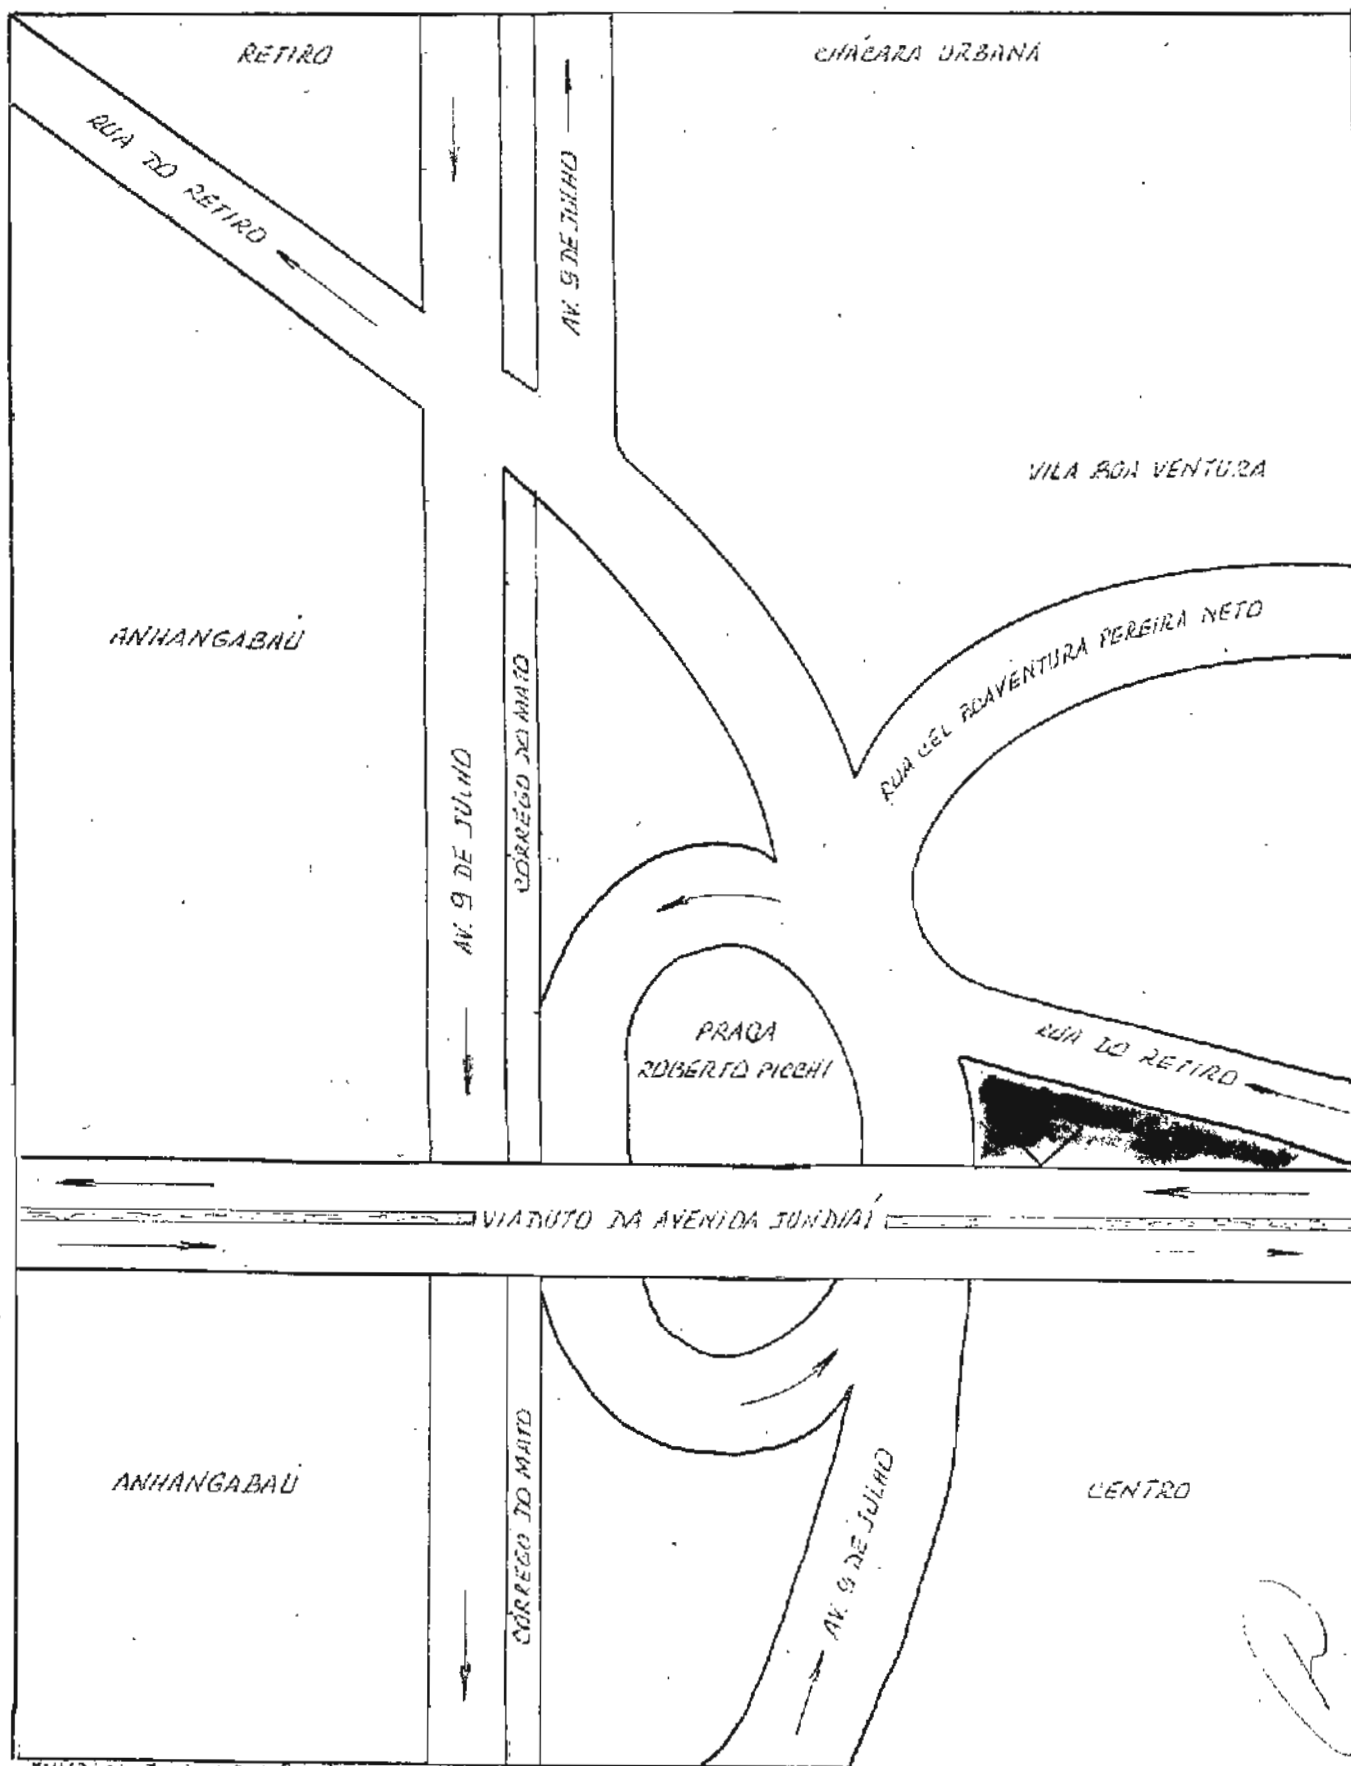 RETIRO
CHÁCARA URBANA
RUA DO RETIRO
AV. 9 DE JULHO
VILA BOA VENTURA
ANHANGABAÚ
RUA CEL BOAVENTURA PEREIRA NETO
CÓRREGO DO MATO
AV. 9 DE JULHO
PRAÇA
ROBERTO PICCHI
RUA DO RETIRO
VIADUTO DA AVENIDA JUNDIAÍ
ANHANGABAÚ
CÓRREGO DO MATO
AV. 9 DE JULHO
CENTRO